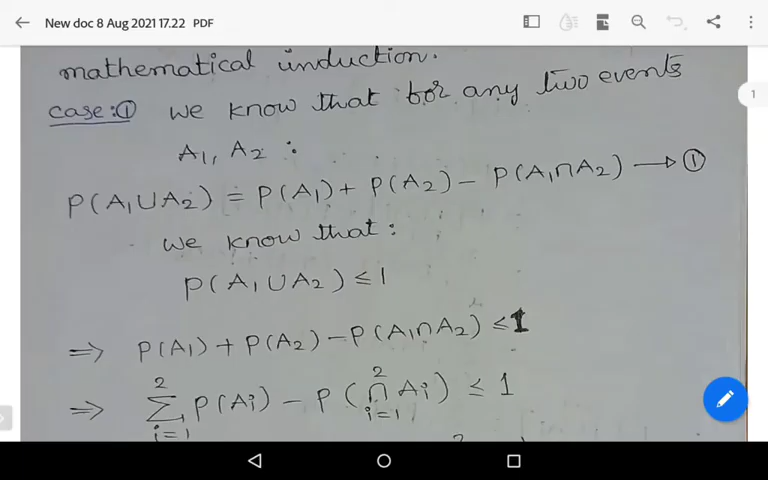 New doc 8 Aug 2021 17.22 PDF
mathematical induction.
case:① we know that for any two events
A₁, A₂ :
P(A₁∪A₂) = P(A₁) + P(A₂) − P(A₁∩A₂) → ①
we know that:
P(A₁∪A₂) ≤ 1
⇒ P(A₁) + P(A₂) − P(A₁∩A₂) ≤ 1
⇒ ∑_{i=1}^{2} P(Ai) − P(∩_{i=1}^{2} Ai) ≤ 1
1